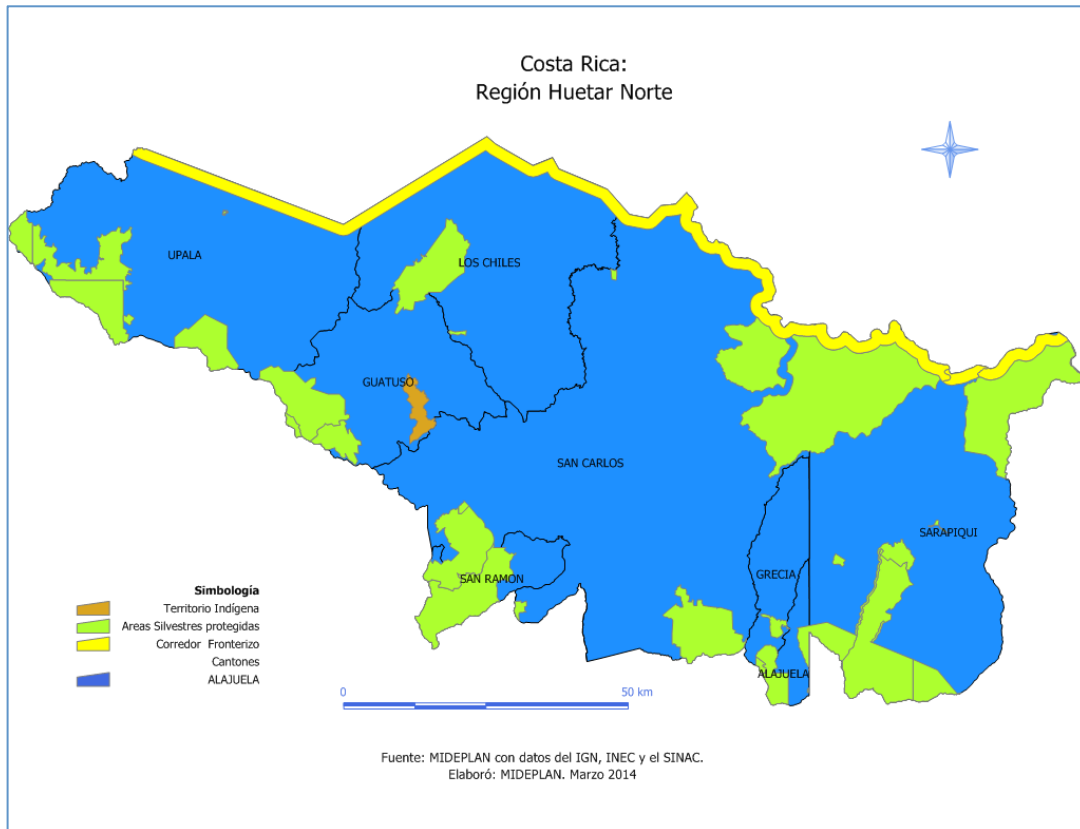 Costa Rica:
Región Huetar Norte
UPALA
LOS CHILES
GUATUSO
SAN CARLOS
SARAPIQUI
GRECIA
SAN RAMON
ALAJUELA
Simbología
Territorio Indígena
Areas Silvestres protegidas
Corredor Fronterizo
Cantones
ALAJUELA
0 50 km
Fuente: MIDEPLAN con datos del IGN, INEC y el SINAC.
Elaboró: MIDEPLAN. Marzo 2014